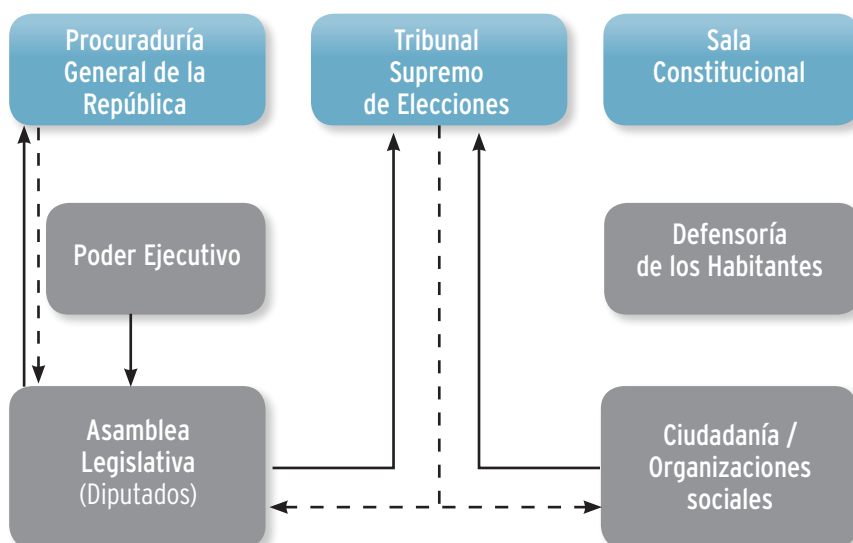 Procuraduría
General de la
República
Tribunal
Supremo
de Elecciones
Sala
Constitucional
Poder Ejecutivo
Defensoría
de los Habitantes
Asamblea
Legislativa
(Diputados)
Ciudadanía /
Organizaciones
sociales